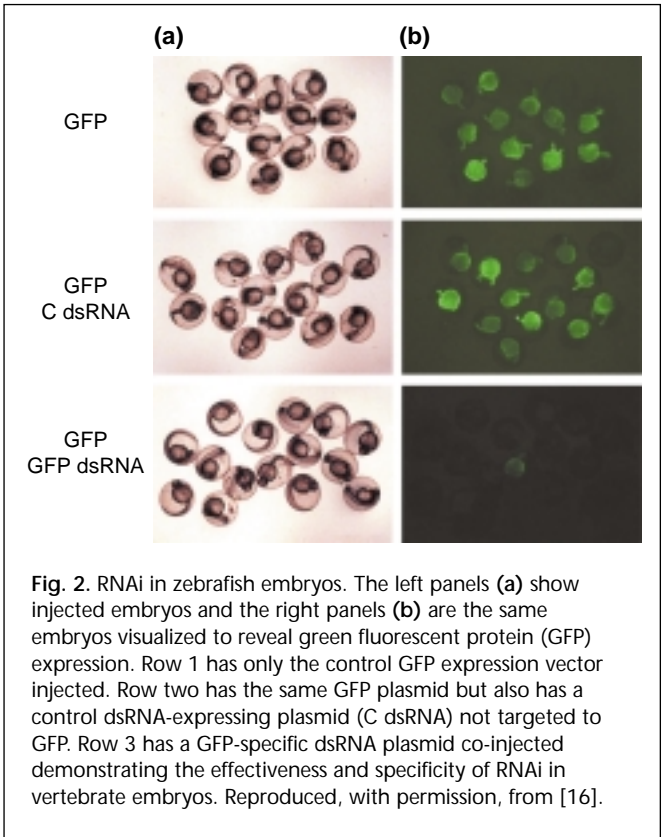 (a) (b)
GFP
GFP
C dsRNA
GFP
GFP dsRNA
Fig. 2. RNAi in zebrafish embryos. The left panels (a) show
injected embryos and the right panels (b) are the same
embryos visualized to reveal green fluorescent protein (GFP)
expression. Row 1 has only the control GFP expression vector
injected. Row two has the same GFP plasmid but also has a
control dsRNA-expressing plasmid (C dsRNA) not targeted to
GFP. Row 3 has a GFP-specific dsRNA plasmid co-injected
demonstrating the effectiveness and specificity of RNAi in
vertebrate embryos. Reproduced, with permission, from [16].